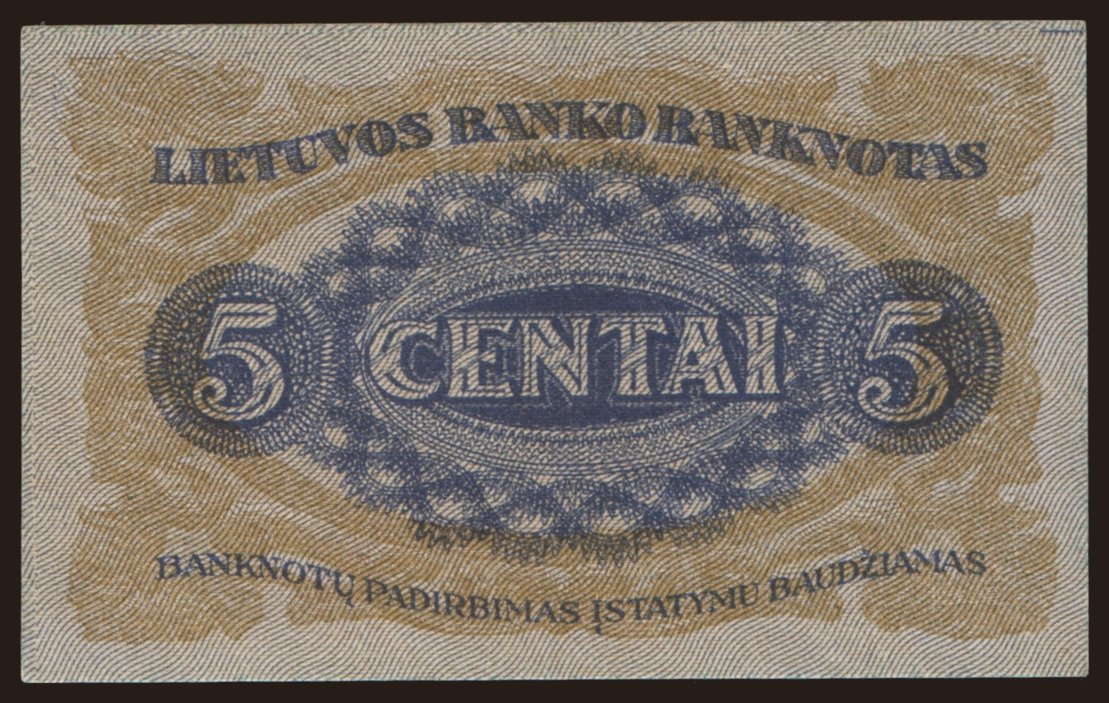 LIETUVOS BANKO BANKNOTAS
5 CENTAI 5
BANKNOTŲ PADIRBIMAS ĮSTATYMU BAUDŽIAMAS